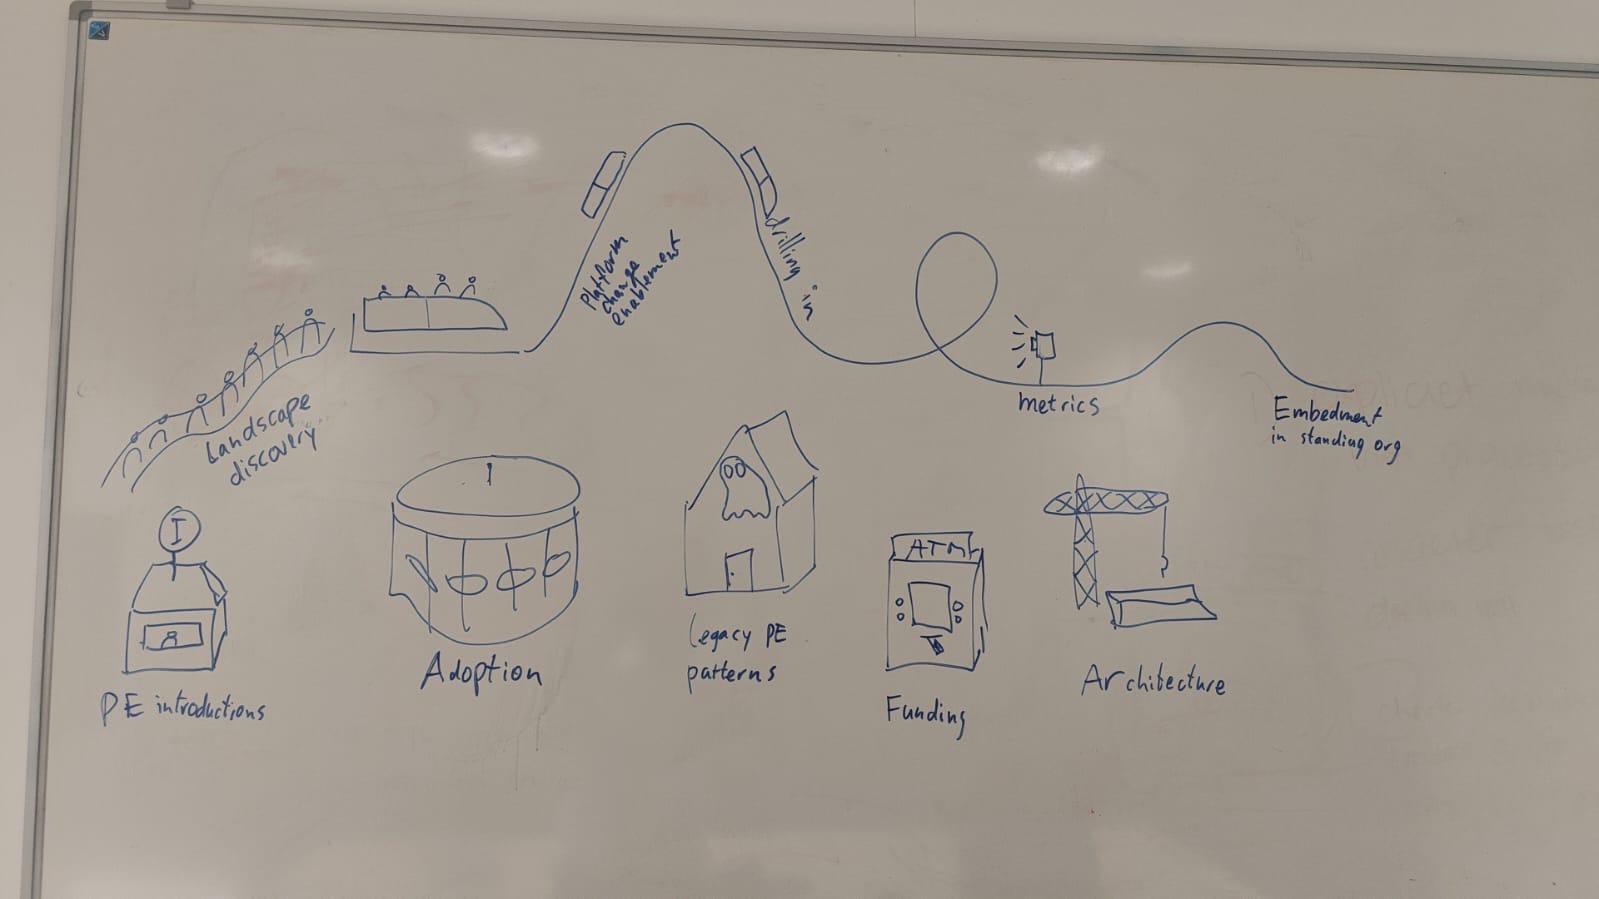 Landscape
discovery
Platform
change
enablement
drilling in
metrics
Embedment
in standing org
I
PE introductions
Adoption
Legacy PE
patterns
ATM
Funding
Architecture